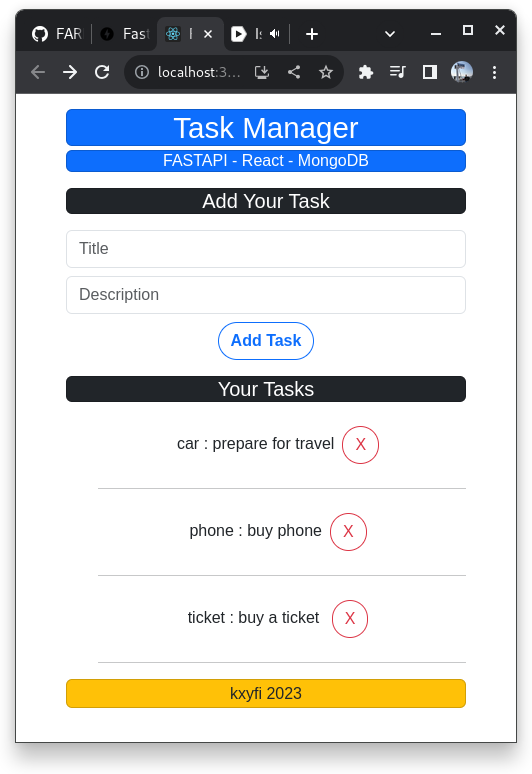 FAR
Fast
localhost:3...
Task Manager
FASTAPI - React - MongoDB
Add Your Task
Title
Description
Add Task
Your Tasks
car : prepare for travel X
phone : buy phone X
ticket : buy a ticket X
kxyfi 2023